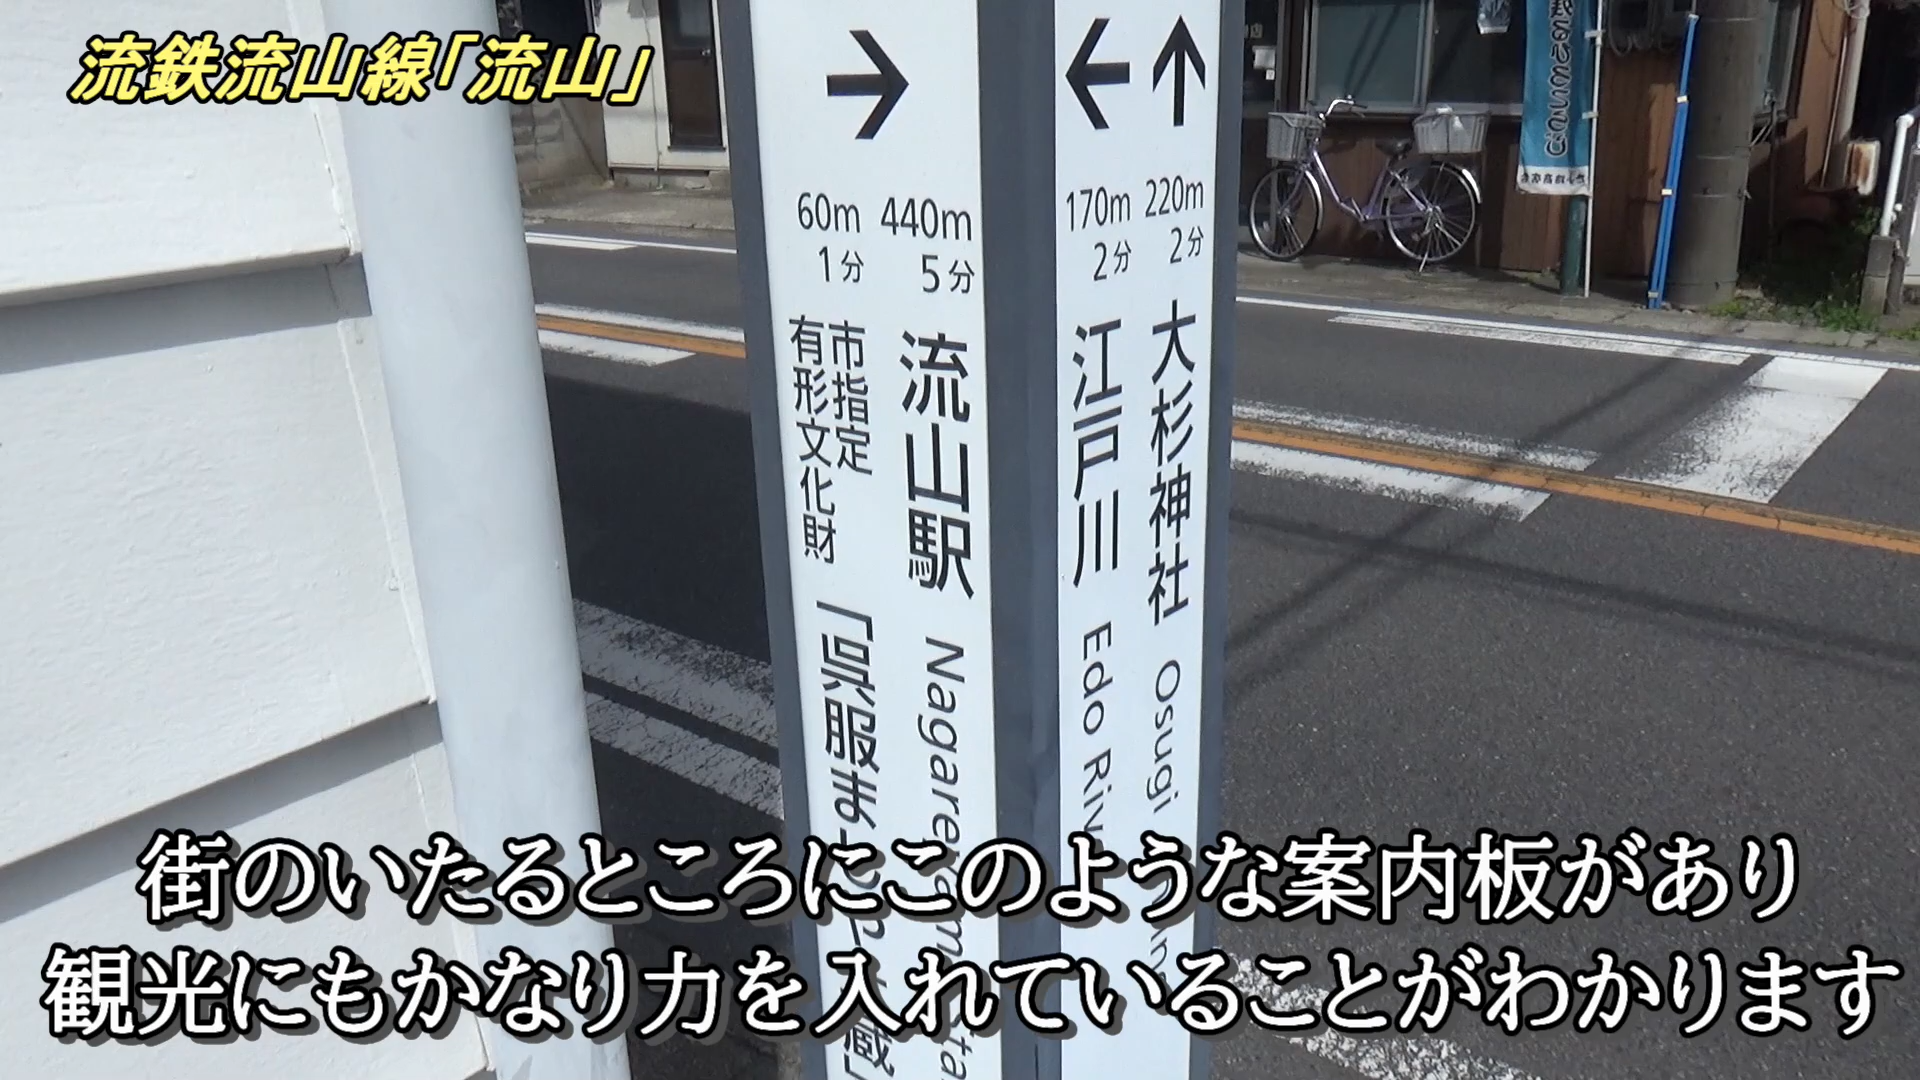 流鉄流山線「流山」
60m
1分
市指定
有形文化財
440m
5分
流山駅
170m
2分
江戸川 Edo
220m
2分
大杉神社 Osugi
街のいたるところにこのような案内板があり
観光にもかなり力を入れていることがわかります